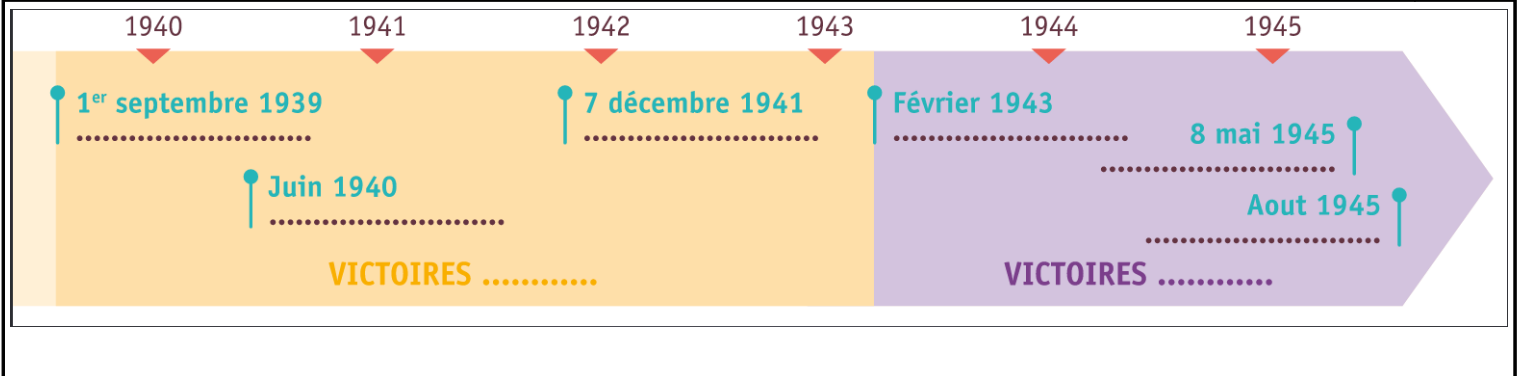 1940 1941 1942 1943 1944 1945
1er septembre 1939 7 décembre 1941 Février 1943
........................................
8 mai 1945
........................................
Juin 1940
........................................
Aout 1945
........................................
VICTOIRES ............ VICTOIRES ............